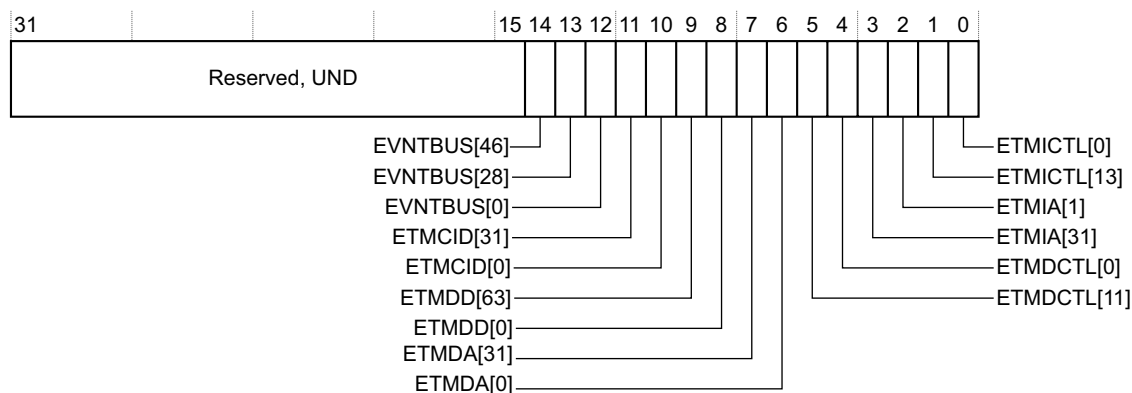 31 15 14 13 12 11 10 9 8 7 6 5 4 3 2 1 0
Reserved, UND
EVNTBUS[46] ETMICTL[0]
EVNTBUS[28] ETMICTL[13]
EVNTBUS[0] ETMIA[1]
ETMCID[31] ETMIA[31]
ETMCID[0] ETMDCTL[0]
ETMDD[63] ETMDCTL[11]
ETMDD[0]
ETMDA[31]
ETMDA[0]